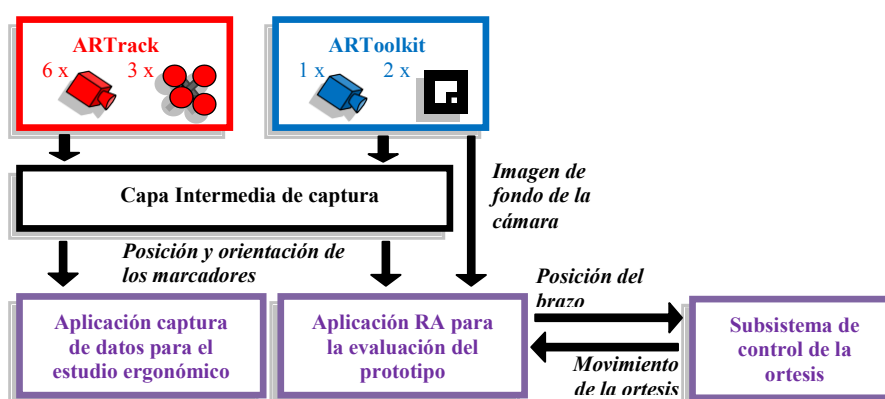 ARTrack
6 x 3 x
ARToolkit
1 x 2 x
Imagen de
fondo de la
cámara
Capa Intermedia de captura
Posición y orientación de
los marcadores
Posición del
brazo
Aplicación captura
de datos para el
estudio ergonómico
Aplicación RA para
la evaluación del
prototipo
Subsistema de
control de la
ortesis
Movimiento
de la ortesis